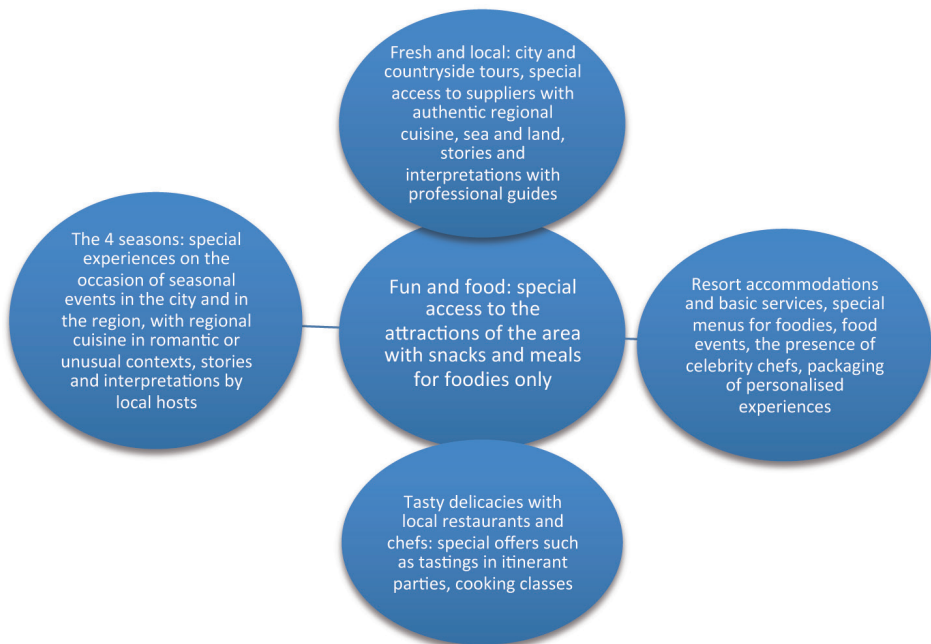 Fresh and local: city and
countryside tours, special
access to suppliers with
authentic regional
cuisine, sea and land,
stories and
interpretations with
professional guides
The 4 seasons: special
experiences on the
occasion of seasonal
events in the city and in
the region, with regional
cuisine in romantic or
unusual contexts, stories
and interpretations by
local hosts
Fun and food: special
access to the
attractions of the area
with snacks and meals
for foodies only
Resort accommodations
and basic services, special
menus for foodies, food
events, the presence of
celebrity chefs, packaging
of personalised
experiences
Tasty delicacies with
local restaurants and
chefs: special offers such
as tastings in itinerant
parties, cooking classes